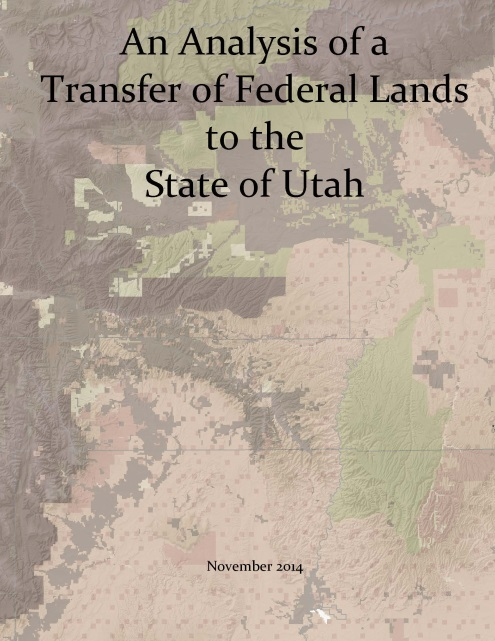 An Analysis of a
Transfer of Federal Lands
to the
State of Utah
November 2014